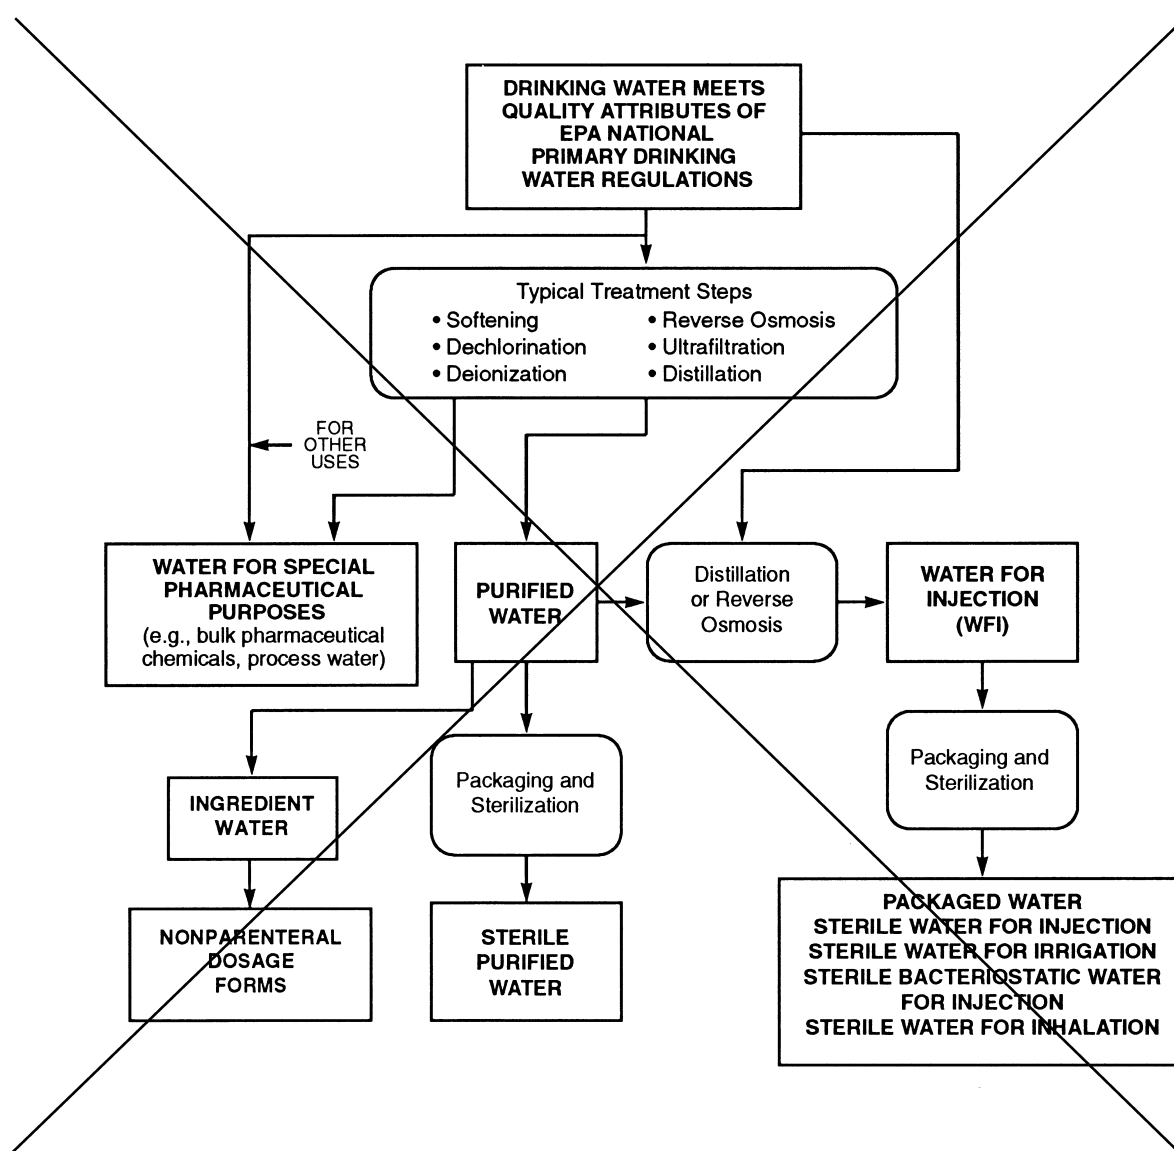 DRINKING WATER MEETS
QUALITY ATTRIBUTES OF
EPA NATIONAL
PRIMARY DRINKING
WATER REGULATIONS
Typical Treatment Steps
• Softening
• Dechlorination
• Deionization
• Reverse Osmosis
• Ultrafiltration
• Distillation
FOR
OTHER
USES
WATER FOR SPECIAL
PHARMACEUTICAL
PURPOSES
(e.g., bulk pharmaceutical
chemicals, process water)
PURIFIED
WATER
Distillation
or Reverse
Osmosis
WATER FOR
INJECTION
(WFI)
INGREDIENT
WATER
Packaging and
Sterilization
Packaging and
Sterilization
NONPARENTERAL
DOSAGE
FORMS
STERILE
PURIFIED
WATER
PACKAGED WATER
STERILE WATER FOR INJECTION
STERILE WATER FOR IRRIGATION
STERILE BACTERIOSTATIC WATER
FOR INJECTION
STERILE WATER FOR INHALATION